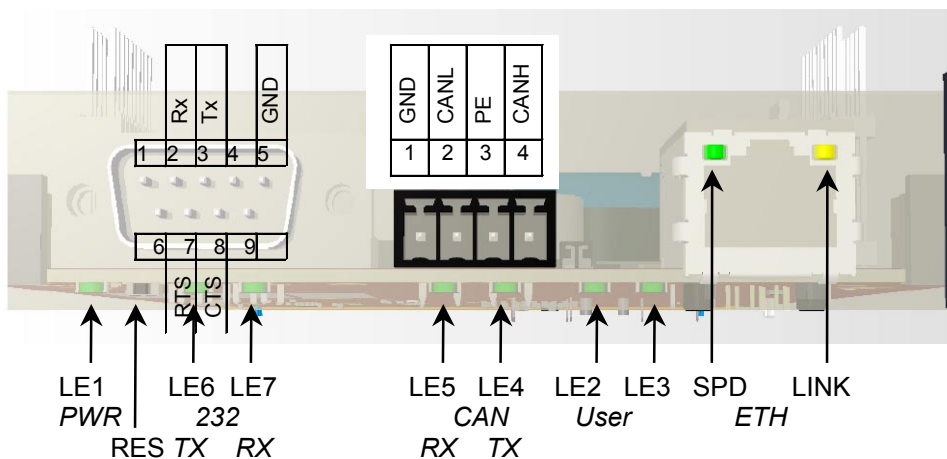 Rx Tx GND
1 2 3 4 5
6 7 8 9
RTS CTS
GND CANL PE CANH
1 2 3 4
LE1 LE6 LE7 LE5 LE4 LE2 LE3 SPD LINK
PWR 232 CAN User ETH
RES TX RX RX TX